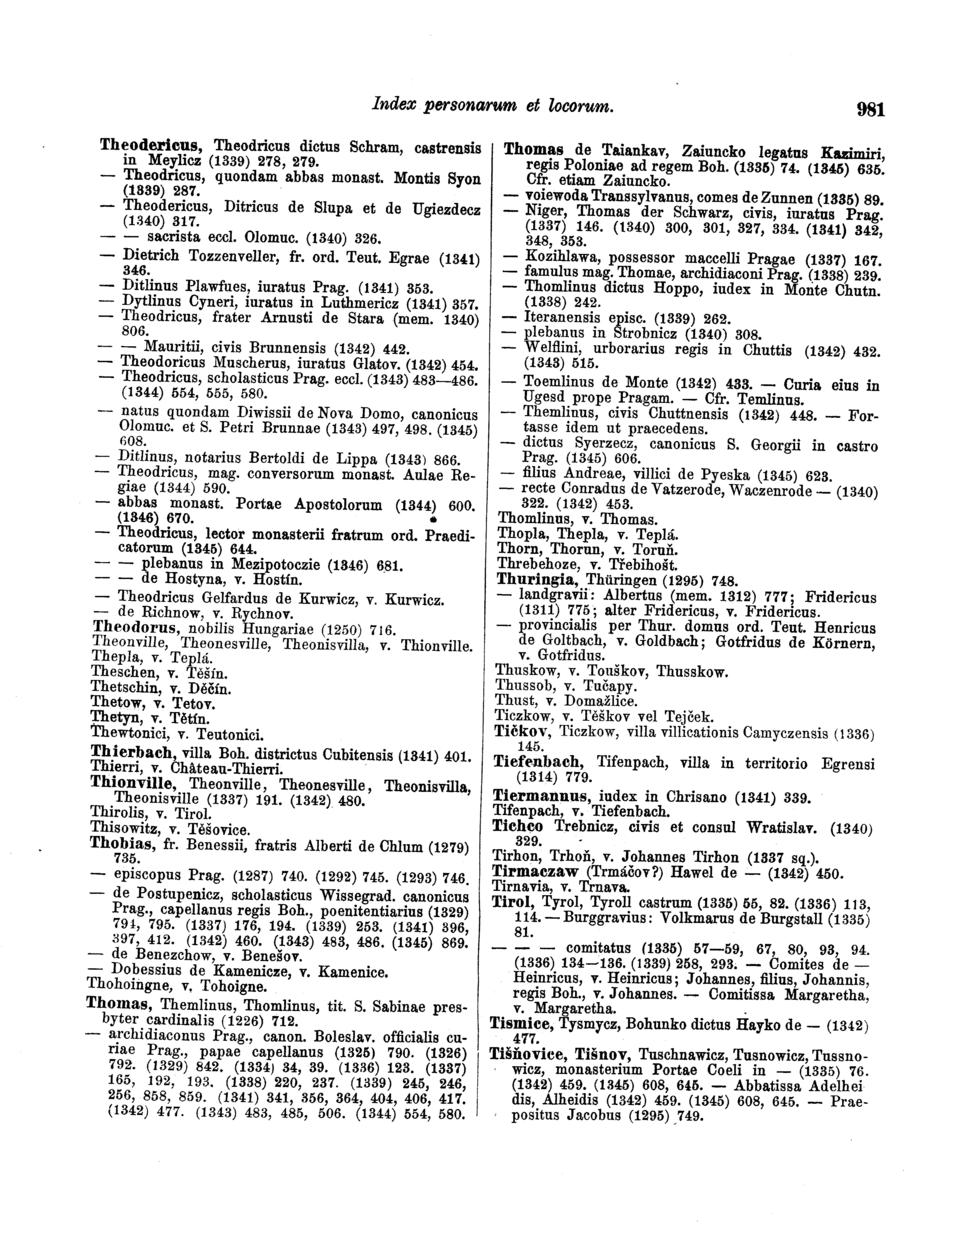 Index personarum et locorum.
981
Theodericus, Theodricus dictus Schram, castrensis
in Meylicz (1339) 278, 279.
— Theodricus, quondam abbas monast. Montis Syon
(1339) 287.
— Theodericus, Ditricus de Slupa et de Ugiezdecz
(1340) 317.
— — sacrista eccl. Olomuc. (1340) 326.
— Dietrich Tozzenveller, fr. ord. Teut. Egrae (1341)
346.
— Ditlinus Plawfues, iuratus Prag. (1341) 353.
— Dytlinus Cyneri, iuratus in Luthmericz (1341) 357.
— Theodricus, frater Arnusti de Stara (mem. 1340)
806.
— — Mauritii, civis Brunnensis (1342) 442.
— Theodoricus Muscherus, iuratus Glatov. (1342) 454.
— Theodricus, scholasticus Prag. eccl. (1343) 483—486.
(1344) 554, 555, 580.
— natus quondam Diwissii de Nova Domo, canonicus
Olomuc. et S. Petri Brunnae (1343) 497, 498. (1345)
608.
— Ditlinus, notarius Bertoldi de Lippa (1343) 866.
— Theodricus, mag. conversorum monast. Aulae Re-
giae (1344) 590.
— abbas monast. Portae Apostolorum (1344) 600.
(1346) 670.
— Theodricus, lector monasterii fratrum ord. Praedi-
catorum (1345) 644.
— — plebanus in Mezipotoczie (1346) 681.
— — de Hostyna, v. Hostín.
— Theodricus Gelfardus de Kurwicz, v. Kurwicz.
— de Richnow, v. Rychnov.
Theodorus, nobilis Hungariae (1250) 716.
Theonville, Theonesville, Theonisvilla, v. Thionville.
Thepla, v. Teplá.
Theschen, v. Těšín.
Thetschin, v. Děčín.
Thetow, v. Tetov.
Thetyn, v. Tětín.
Thewtonici, v. Teutonici.
Thierbach, villa Boh. districtus Cubitensis (1341) 401.
Thierri, v. Château-Thierri.
Thionville, Theonville, Theonesville, Theonisvilla,
Theonisville (1337) 191. (1342) 480.
Thirolis, v. Tirol.
Thisowitz, v. Těšovice.
Thobias, fr. Benessii, fratris Alberti de Chlum (1279)
735.
— episcopus Prag. (1287) 740. (1292) 745. (1293) 746.
— de Postupenicz, scholasticus Wissegrad. canonicus
Prag., capellanus regis Boh., poenitentiarius (1329)
794, 795. (1337) 176, 194. (1339) 253. (1341) 396,
397, 412. (1342) 460. (1343) 483, 486. (1345) 869.
— de Benezchow, v. Benešov.
— Dobessius de Kamenicze, v. Kamenice.
Thohoingne, v. Tohoigne.
Thomas, Themlinus, Thomlinus, tit. S. Sabinae pres-
byter cardinalis (1226) 712.
— archidiaconus Prag., canon. Boleslav. officialis cu-
riae Prag., papae capellanus (1325) 790. (1326)
792. (1329) 842. (1334) 34, 39. (1336) 123. (1337)
165, 192, 193. (1338) 220, 237. (1339) 245, 246,
256, 858, 859. (1341) 341, 356, 364, 404, 406, 417.
(1342) 477. (1343) 483, 485, 506. (1344) 554, 580.
Thomas de Taiankav, Zaiuncko legatus Kazimiri,
regis Poloniae ad regem Boh. (1335) 74. (1345) 635.
Cfr. etiam Zaiuncko.
— voiewoda Transsylvanus, comes de Zunnen (1335) 89.
— Niger, Thomas der Schwarz, civis, iuratus Prag.
(1337) 146. (1340) 300, 301, 327, 334. (1341) 342,
348, 353.
— Kozihlawa, possessor maccelli Pragae (1337) 167.
— famulus mag. Thomae, archidiaconi Prag. (1338) 239.
— Thomlinus dictus Hoppo, iudex in Monte Chutn.
(1338) 242.
— Iteranensis episc. (1339) 262.
— plebanus in Strobnicz (1340) 308.
— Welflini, urborarius regis in Chuttis (1342) 432.
(1343) 515.
— Toemlinus de Monte (1342) 433. — Curia eius in
Ugesd prope Pragam. — Cfr. Temlinus.
— Themlinus, civis Chuttnensis (1342) 448. — For-
tasse idem ut praecedens.
— dictus Syerzecz, canonicus S. Georgii in castro
Prag. (1345) 606.
— filius Andreae, villici de Pyeska (1345) 623.
— recte Conradus de Vatzerode, Waczenrode — (1340)
322. (1342) 453.
Thomlinus, v. Thomas.
Thopla, Thepla, v. Teplá.
Thorn, Thorun, v. Toruň.
Threbehoze, v. Třebihošt.
Thuringia, Thüringen (1295) 748.
— landgravii: Albertus (mem. 1312) 777; Fridericus
(1311) 775; alter Fridericus, v. Fridericus.
— provincialis per Thur. domus ord. Teut. Henricus
de Goltbach, v. Goldbach; Gotfridus de Körnern,
v. Gotfridus.
Thuskow, v. Touškov, Thusskow.
Thussob, v. Tučapy.
Thust, v. Domažlice.
Ticzkow, v. Těškov vel Tejček.
Tičkov, Ticzkow, villa villicationis Camyczensis (1336)
145.
Tiefenbach, Tifenpach, villa in territorio Egrensi
(1314) 779.
Tiermannus, iudex in Chrisano (1341) 339.
Tifenpach, v. Tiefenbach.
Tichco Trebnicz, civis et consul Wratislav. (1340)
329.
Tirhon, Trhoň, v. Johannes Tirhon (1337 sq.).
Tirmaczaw (Trmáčov?) Hawel de — (1342) 450.
Tirnavia, v. Trnava.
Tirol, Tyrol, Tyroll castrum (1335) 55, 82. (1336) 113,
114. — Burggravius: Volkmarus de Burgstall (1335)
81.
— — — comitatus (1335) 57—59, 67, 80, 93, 94.
(1336) 134—136. (1339) 258, 293. — Comites de —
Heinricus, v. Heinricus; Johannes, filius, Johannis,
regis Boh., v. Johannes. — Comitissa Margaretha,
v. Margaretha.
Tismice, Tysmycz, Bohunko dictus Hayko de — (1342)
477.
Tišňovice, Tišnov, Tuschnawicz, Tusnowicz, Tussno-
wicz, monasterium Portae Coeli in — (1335) 76.
(1342) 459. (1345) 608, 645. — Abbatissa Adelhei
dis, Alheidis (1342) 459. (1345) 608, 645. — Prae-
positus Jacobus (1295) 749.